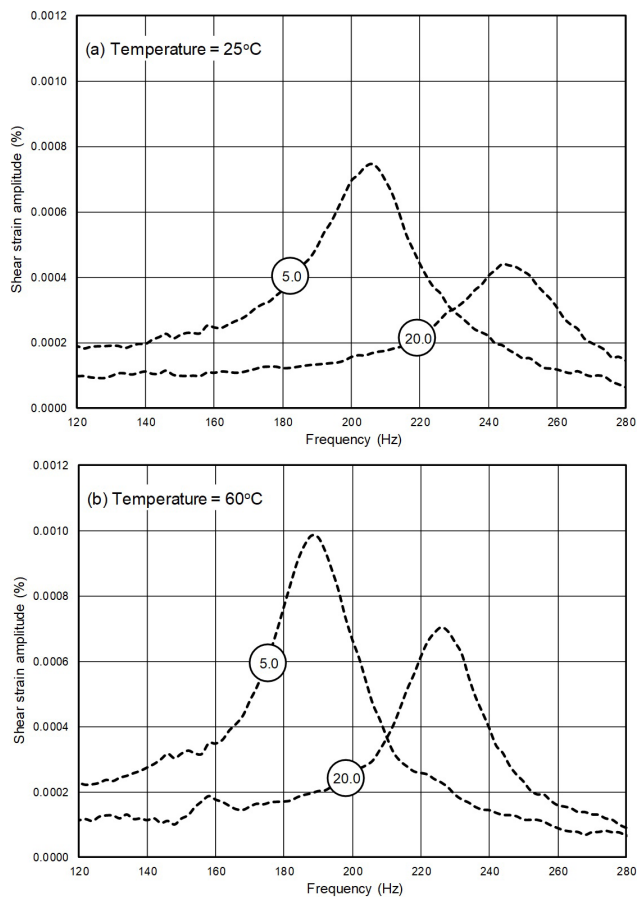 0.0012
(a) Temperature = 25°C
0.0010
0.0008
0.0006
0.0004
0.0002
0.0000
Shear strain amplitude (%)
5.0
20.0
120 140 160 180 200 220 240 260 280
Frequency (Hz)
0.0012
(b) Temperature = 60°C
0.0010
0.0008
0.0006
0.0004
0.0002
0.0000
Shear strain amplitude (%)
5.0
20.0
120 140 160 180 200 220 240 260 280
Frequency (Hz)